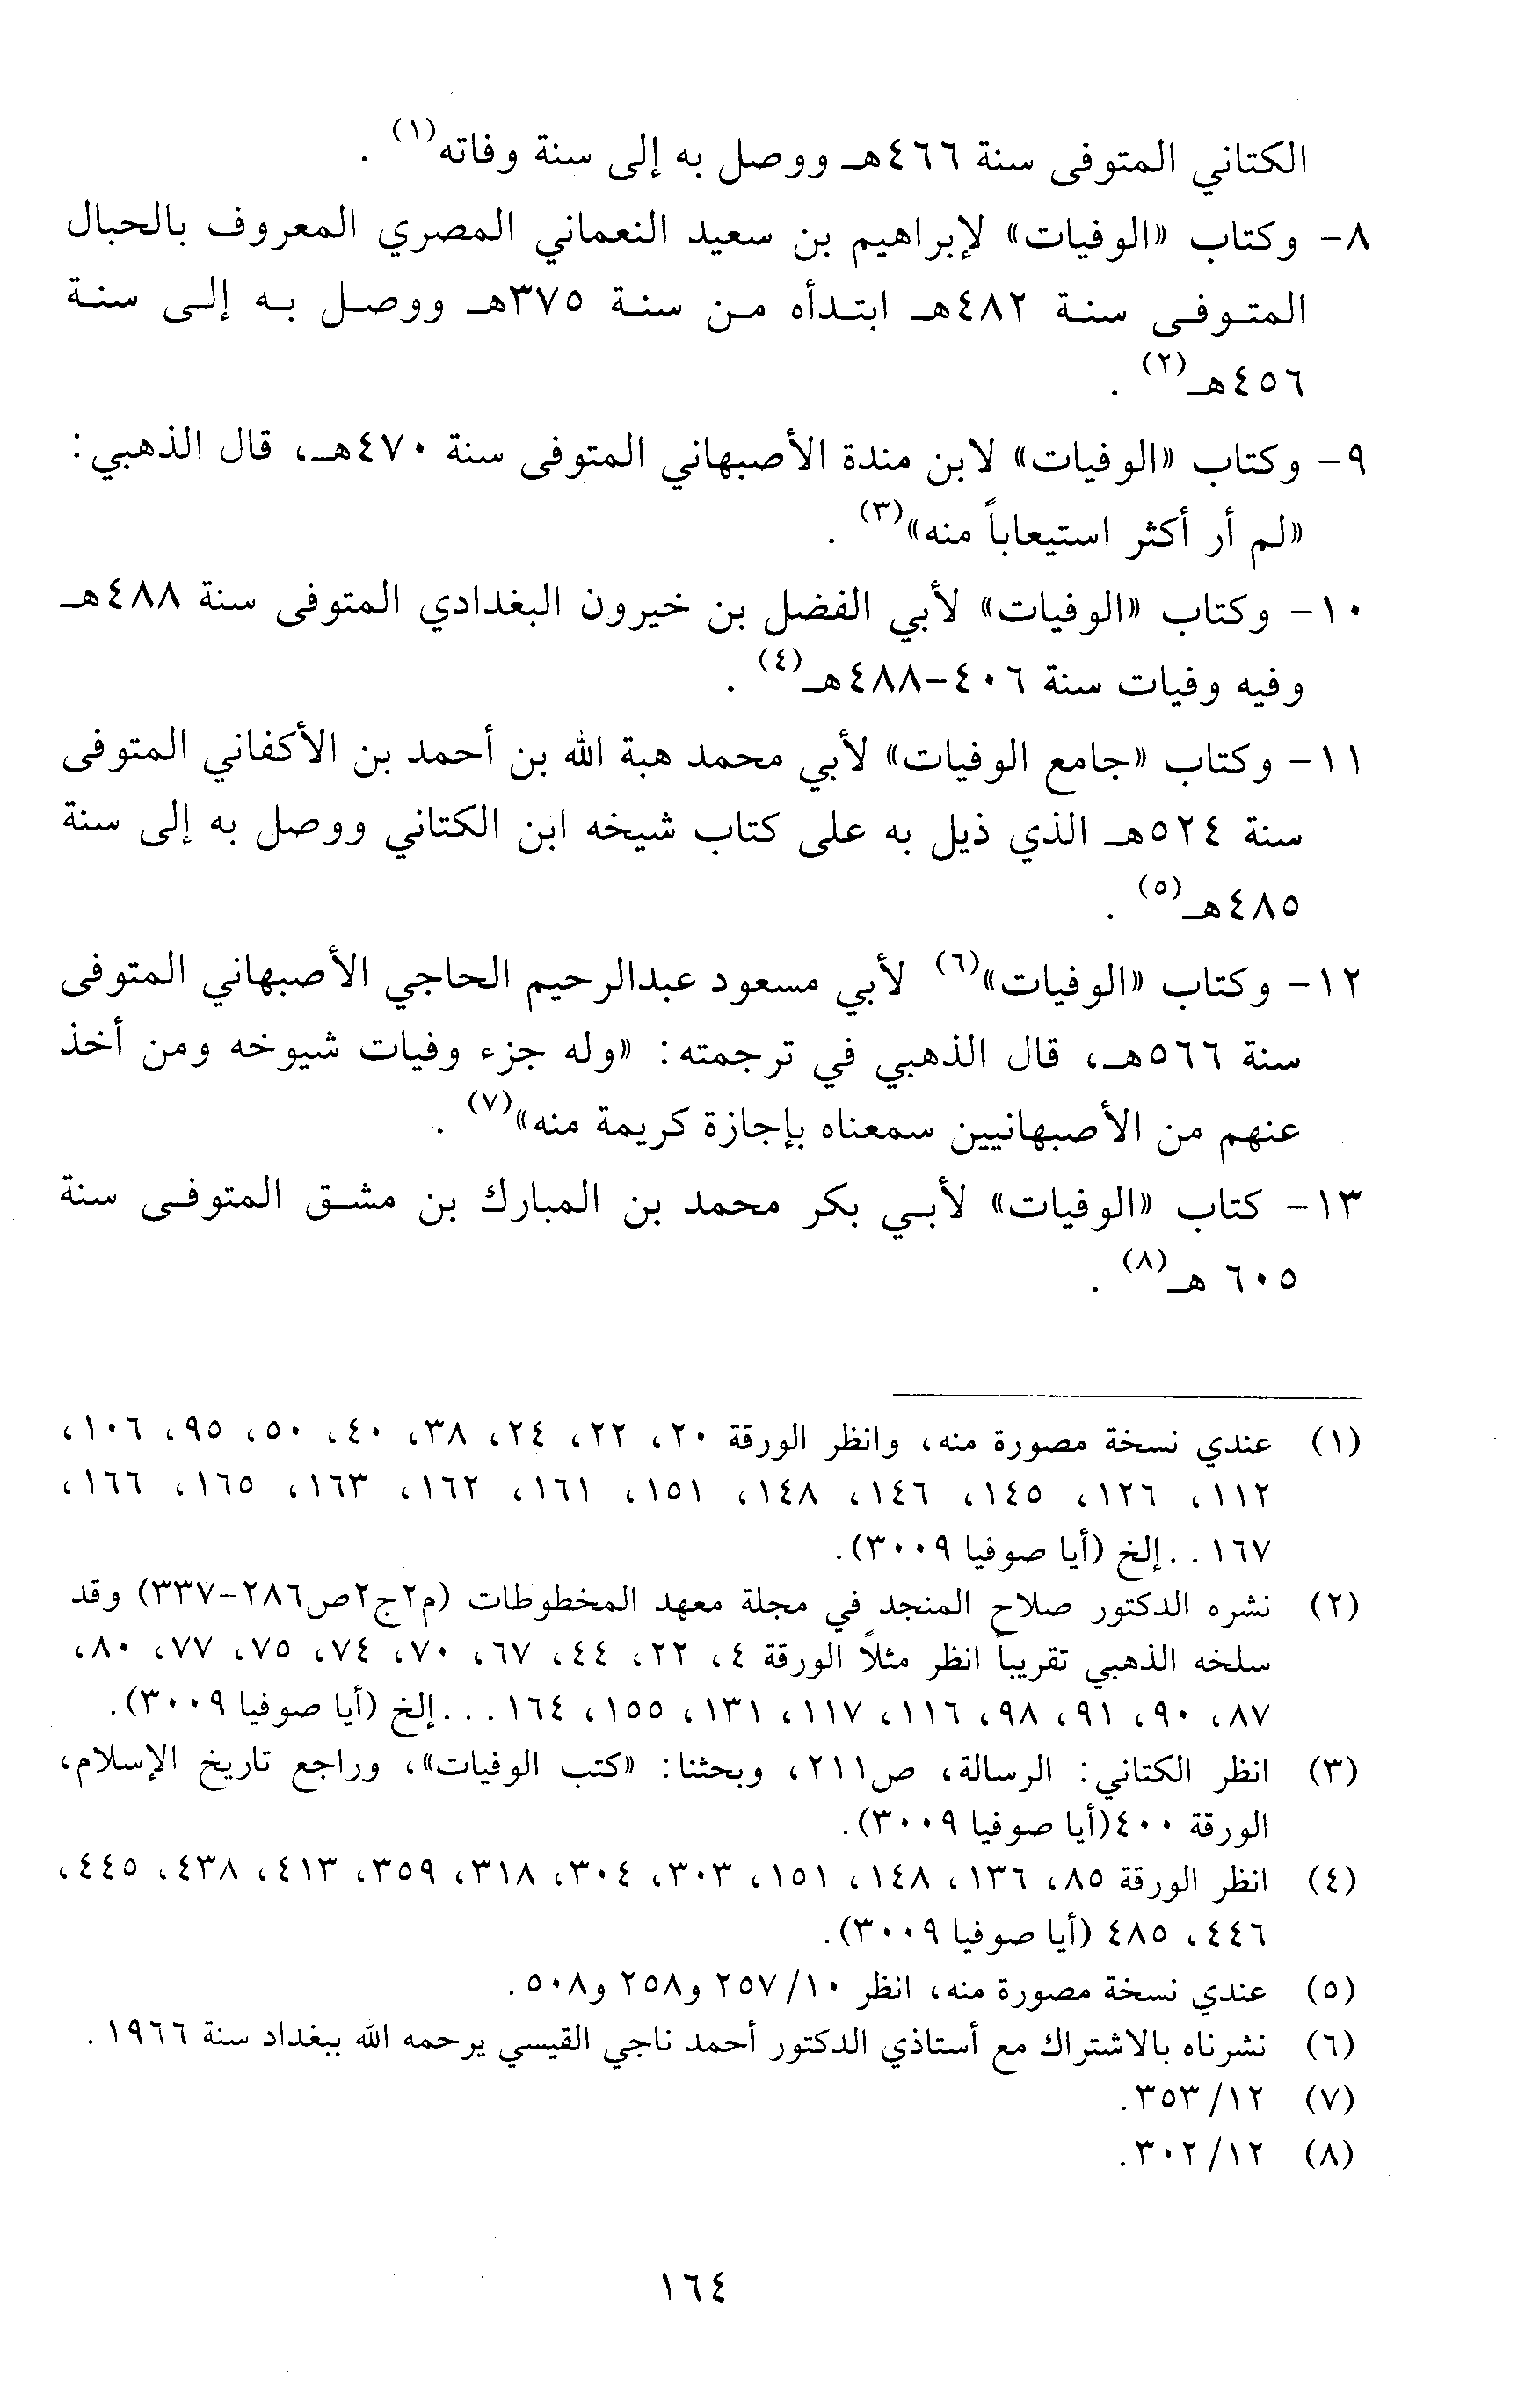 الكتاني المتوفى سنة ٤٦٦هـ ووصل به إلى سنة وفاته(١) .
٨- وكتاب «الوفيات» لإبراهيم بن سعيد النعماني المصري المعروف بالحبال
المتوفى سنة ٤٨٢هـ ابتدأه من سنة ٣٧٥هـ ووصل به إلى سنة
٤٥٦هـ(٢) .
٩- وكتاب «الوفيات» لابن مندة الأصبهاني المتوفى سنة ٤٧٠هـ، قال الذهبي:
«لم أر أكثر استيعاباً منه»(٣) .
١٠- وكتاب «الوفيات» لأبي الفضل بن خيرون البغدادي المتوفى سنة ٤٨٨هـ
وفيه وفيات سنة ٤٠٦-٤٨٨هـ(٤) .
١١- وكتاب «جامع الوفيات» لأبي محمد هبة الله بن أحمد بن الأكفاني المتوفى
سنة ٥٢٤هـ الذي ذيل به على كتاب شيخه ابن الكتاني ووصل به إلى سنة
٤٨٥هـ(٥) .
١٢- وكتاب «الوفيات»(٦) لأبي مسعود عبدالرحيم الحاجي الأصبهاني المتوفى
سنة ٥٦٦هـ، قال الذهبي في ترجمته: «وله جزء وفيات شيوخه ومن أخذ
عنهم من الأصبهانيين سمعناه بإجازة كريمة منه»(٧) .
١٣- كتاب «الوفيات» لأبي بكر محمد بن المبارك بن مشق المتوفى سنة
٦٠٥ هـ(٨) .
(١) عندي نسخة مصورة منه، وانظر الورقة ٢٠، ٢٢، ٢٤، ٣٨، ٤٠، ٥٠، ٩٥، ١٠٦،
١١٢، ١٢٦، ١٤٥، ١٤٦، ١٤٨، ١٥١، ١٦١، ١٦٢، ١٦٣، ١٦٥، ١٦٦،
١٦٧ . . إلخ (أيا صوفيا ٣٠٠٩).
(٢) نشره الدكتور صلاح المنجد في مجلة معهد المخطوطات (م٢ج٢ص٢٨٦-٣٣٧) وقد
سلخه الذهبي تقريباً انظر مثلاً الورقة ٤، ٢٢، ٤٤، ٦٧، ٧٠، ٧٤، ٧٥، ٧٧، ٨٠،
٨٧، ٩٠، ٩١، ٩٨، ١١٦، ١١٧، ١٣١، ١٥٥، ١٦٤ . . . إلخ (أيا صوفيا ٣٠٠٩).
(٣) انظر الكتاني: الرسالة، ص٢١١، وبحثنا: «كتب الوفيات»، وراجع تاريخ الإسلام،
الورقة ٤٠٠(أيا صوفيا ٣٠٠٩).
(٤) انظر الورقة ٨٥، ١٣٦، ١٤٨، ١٥١، ٣٠٣، ٣٠٤، ٣١٨، ٣٥٩، ٤١٣، ٤٣٨، ٤٤٥،
٤٤٦، ٤٨٥ (أيا صوفيا ٣٠٠٩).
(٥) عندي نسخة مصورة منه، انظر ٢٥٧/١٠ و٢٥٨ و٥٠٨.
(٦) نشرناه بالاشتراك مع أستاذي الدكتور أحمد ناجي القيسي يرحمه الله ببغداد سنة ١٩٦٦ .
(٧) ٣٥٣/١٢.
(٨) ٣٠٢/١٢.
١٦٤